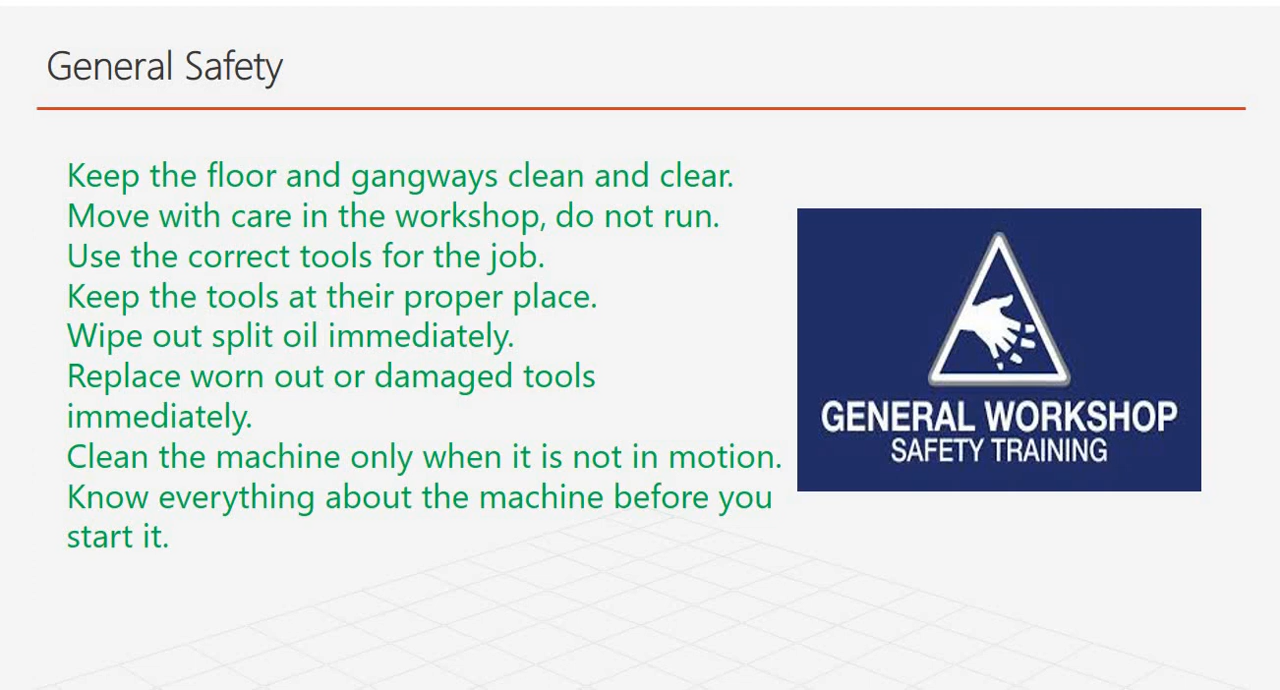 General Safety
Keep the floor and gangways clean and clear.
Move with care in the workshop, do not run.
Use the correct tools for the job.
Keep the tools at their proper place.
Wipe out split oil immediately.
Replace worn out or damaged tools
immediately.
Clean the machine only when it is not in motion.
Know everything about the machine before you
start it.
GENERAL WORKSHOP
SAFETY TRAINING